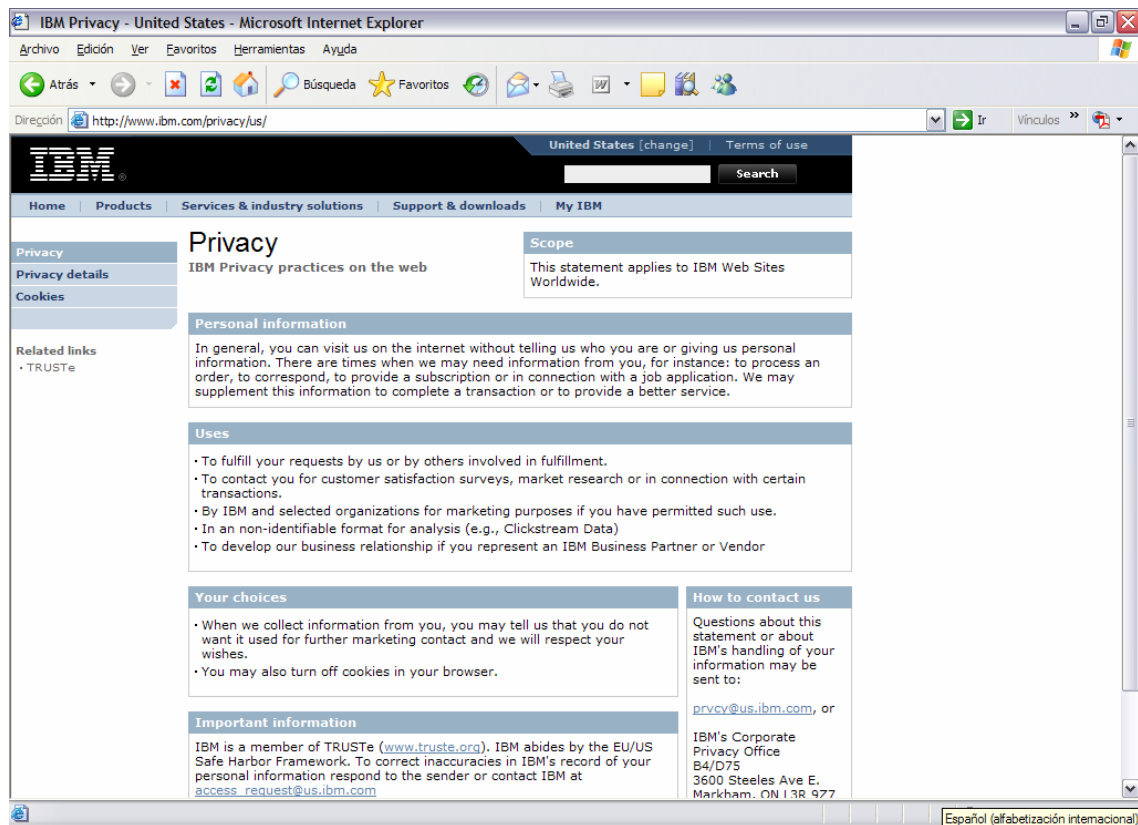 IBM Privacy - United States - Microsoft Internet Explorer
Archivo Edición Ver Favoritos Herramientas Ayuda
Atrás Búsqueda Favoritos
Dirección http://www.ibm.com/privacy/us/ Ir Vínculos »
IBM®
United States [change] | Terms of use
Search
Home | Products | Services & industry solutions | Support & downloads | My IBM
Privacy
Privacy details
Cookies
Related links
· TRUSTe
Privacy
IBM Privacy practices on the web
Scope
This statement applies to IBM Web Sites
Worldwide.
Personal information
In general, you can visit us on the internet without telling us who you are or giving us personal
information. There are times when we may need information from you, for instance: to process an
order, to correspond, to provide a subscription or in connection with a job application. We may
supplement this information to complete a transaction or to provide a better service.
Uses
· To fulfill your requests by us or by others involved in fulfillment.
· To contact you for customer satisfaction surveys, market research or in connection with certain
transactions.
· By IBM and selected organizations for marketing purposes if you have permitted such use.
· In an non-identifiable format for analysis (e.g., Clickstream Data)
· To develop our business relationship if you represent an IBM Business Partner or Vendor
Your choices
· When we collect information from you, you may tell us that you do not
want it used for further marketing contact and we will respect your
wishes.
· You may also turn off cookies in your browser.
Important information
IBM is a member of TRUSTe (www.truste.org). IBM abides by the EU/US
Safe Harbor Framework. To correct inaccuracies in IBM's record of your
personal information respond to the sender or contact IBM at
access_request@us.ibm.com
How to contact us
Questions about this
statement or about
IBM's handling of your
information may be
sent to:
prvcy@us.ibm.com, or
IBM's Corporate
Privacy Office
B4/D75
3600 Steeles Ave E.
Markham, ON L3R 9Z7
Español (alfabetización internacional)